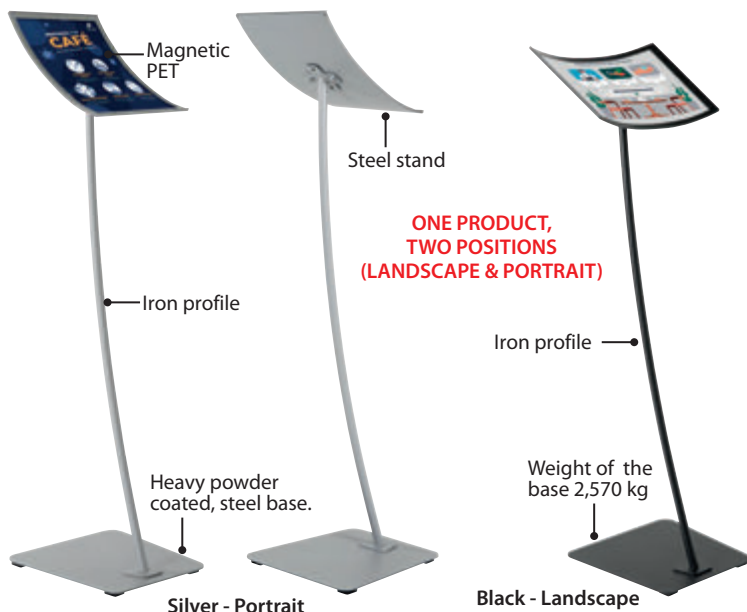 CAFÉ
Magnetic
PET
Steel stand
ONE PRODUCT,
TWO POSITIONS
(LANDSCAPE & PORTRAIT)
Iron profile
Iron profile
Heavy powder
coated, steel base.
Weight of the
base 2,570 kg
Silver - Portrait
Black - Landscape